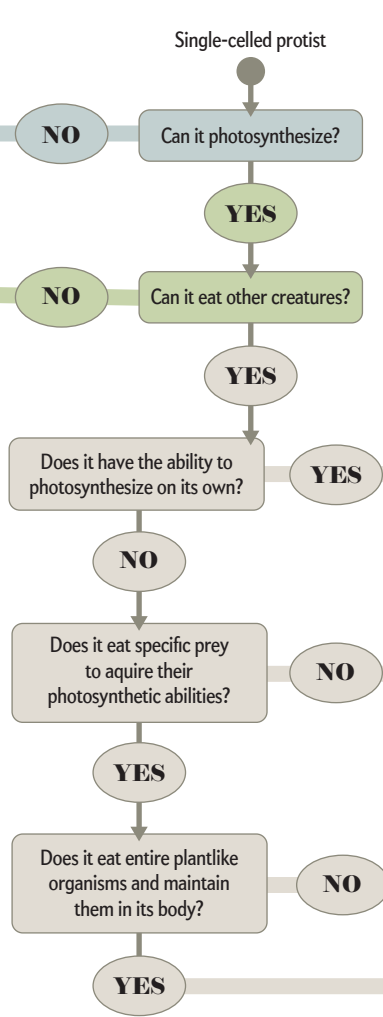 Single-celled protist
NO
Can it photosynthesize?
YES
NO
Can it eat other creatures?
YES
Does it have the ability to
photosynthesize on its own?
YES
NO
Does it eat specific prey
to aquire their
photosynthetic abilities?
NO
YES
Does it eat entire plantlike
organisms and maintain
them in its body?
NO
YES